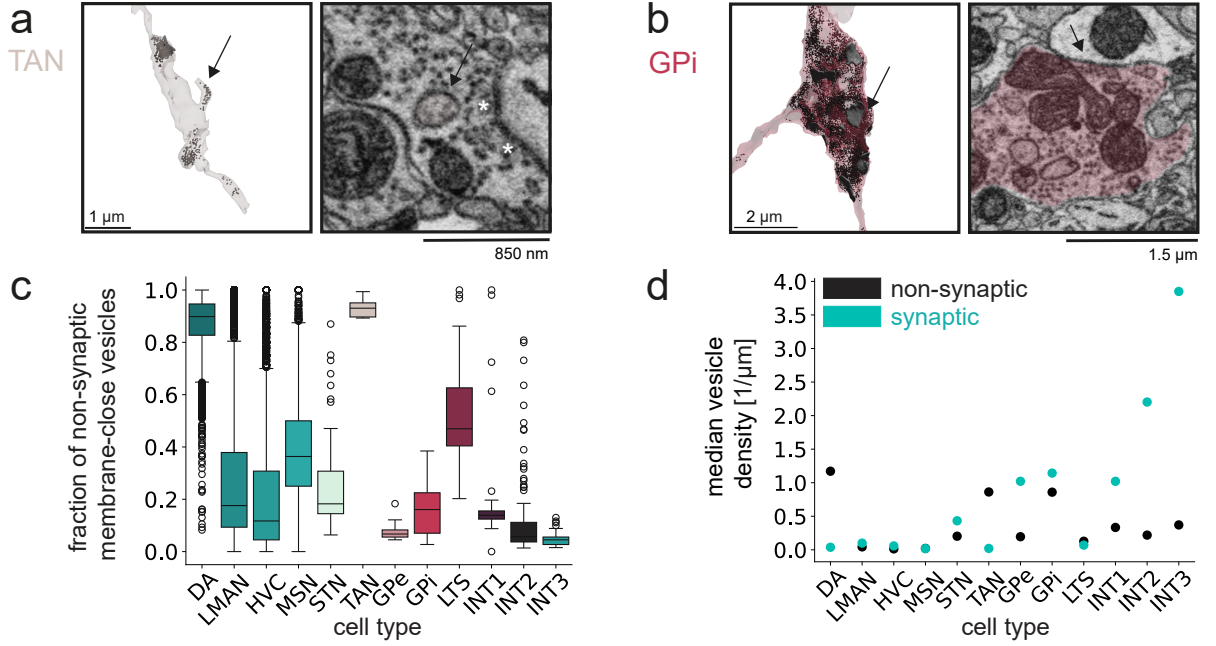 a
TAN
1 µm
*
*
850 nm
b
GPi
2 µm
1.5 µm
c
fraction of non-synaptic
membrane-close vesicles
1.0
0.8
0.6
0.4
0.2
0.0
DA
LMAN
HVC
MSN
STN
TAN
GPe
GPi
LTS
INT1
INT2
INT3
cell type
d
non-synaptic
synaptic
median vesicle
density [1/µm]
4.0
3.5
3.0
2.5
2.0
1.5
1.0
0.5
0.0
DA
LMAN
HVC
MSN
STN
TAN
GPe
GPi
LTS
INT1
INT2
INT3
cell type